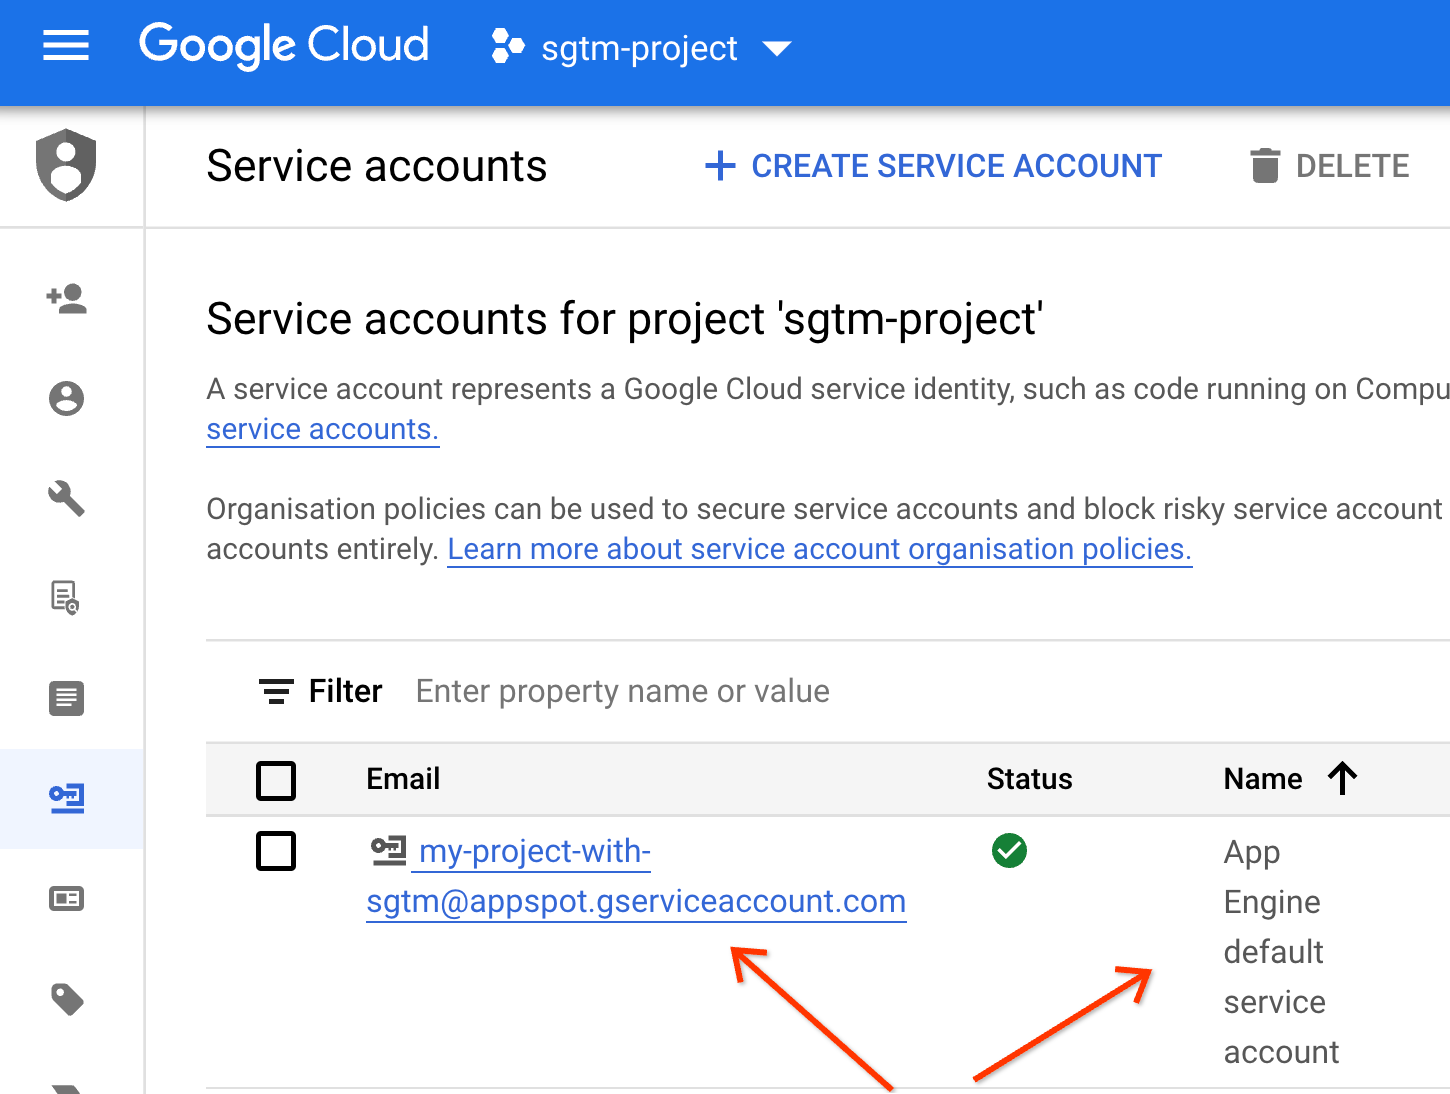 Google Cloud sgtm-project
Service accounts + CREATE SERVICE ACCOUNT DELETE
Service accounts for project 'sgtm-project'
A service account represents a Google Cloud service identity, such as code running on Compu
service accounts.
Organisation policies can be used to secure service accounts and block risky service account
accounts entirely. Learn more about service account organisation policies.
Filter Enter property name or value
Email Status Name
my-project-with-
sgtm@appspot.gserviceaccount.com
App
Engine
default
service
account